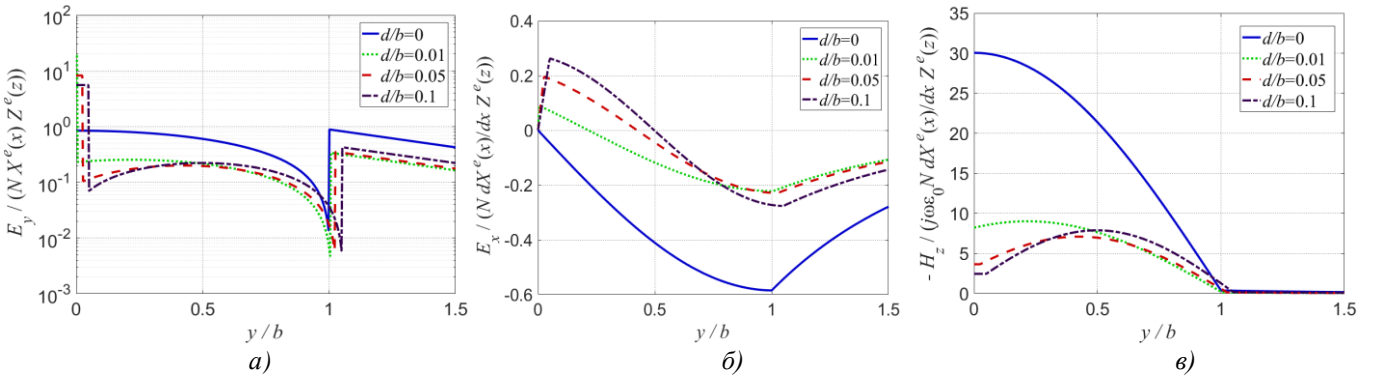 E_y / (N X^e(x) Z^e(z))
10^2
10^1
10^0
10^-1
10^-2
10^-3
0
0.5
1
1.5
y / b
d/b=0
d/b=0.01
d/b=0.05
d/b=0.1
а)
E_x / (N dX^e(x)/dx Z^e(z))
0.4
0.2
0
-0.2
-0.4
-0.6
0
0.5
1
1.5
y / b
d/b=0
d/b=0.01
d/b=0.05
d/b=0.1
б)
- H_z / (jωε_0 N dX^e(x)/dx Z^e(z))
35
30
25
20
15
10
5
0
0
0.5
1
1.5
y / b
d/b=0
d/b=0.01
d/b=0.05
d/b=0.1
в)